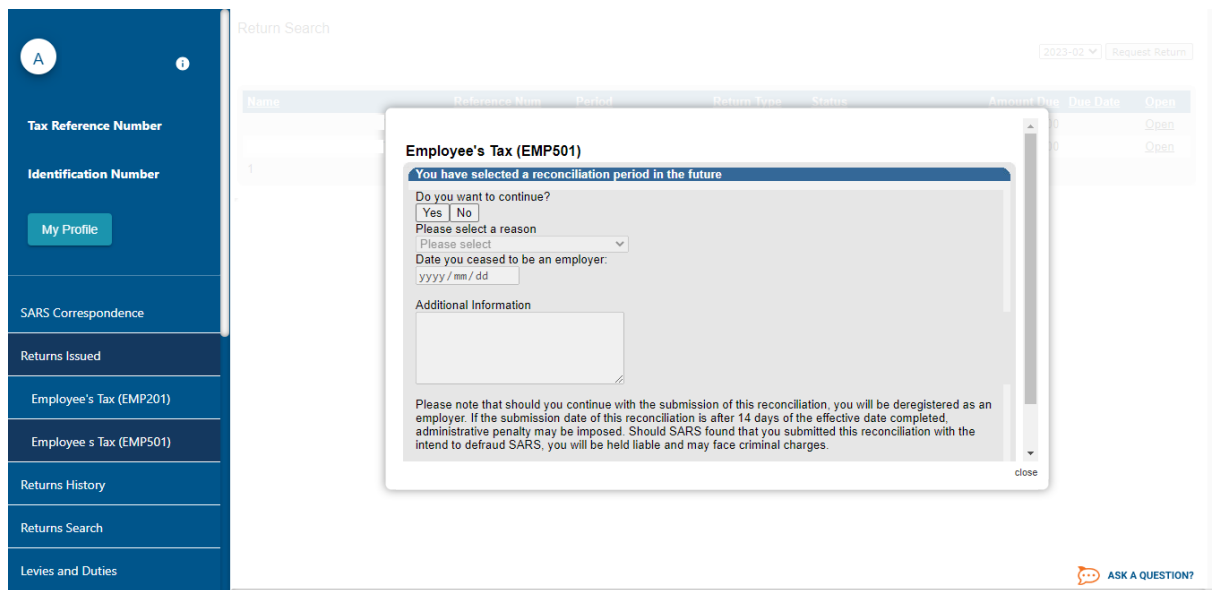 Return Search
A
2023-02 Request Return
Name Reference Num Period Return Type Status Amount Due Due Date Open
Tax Reference Number
Open
Open
1
Identification Number
My Profile
SARS Correspondence
Returns Issued
Employee's Tax (EMP201)
Employee s Tax (EMP501)
Returns History
Returns Search
Levies and Duties
Employee's Tax (EMP501)
You have selected a reconciliation period in the future
Do you want to continue?
Yes No
Please select a reason
Please select
Date you ceased to be an employer:
yyyy/mm/dd
Additional Information
Please note that should you continue with the submission of this reconciliation, you will be deregistered as an
employer. If the submission date of this reconciliation is after 14 days of the effective date completed,
administrative penalty may be imposed. Should SARS found that you submitted this reconciliation with the
intend to defraud SARS, you will be held liable and may face criminal charges.
close
ASK A QUESTION?